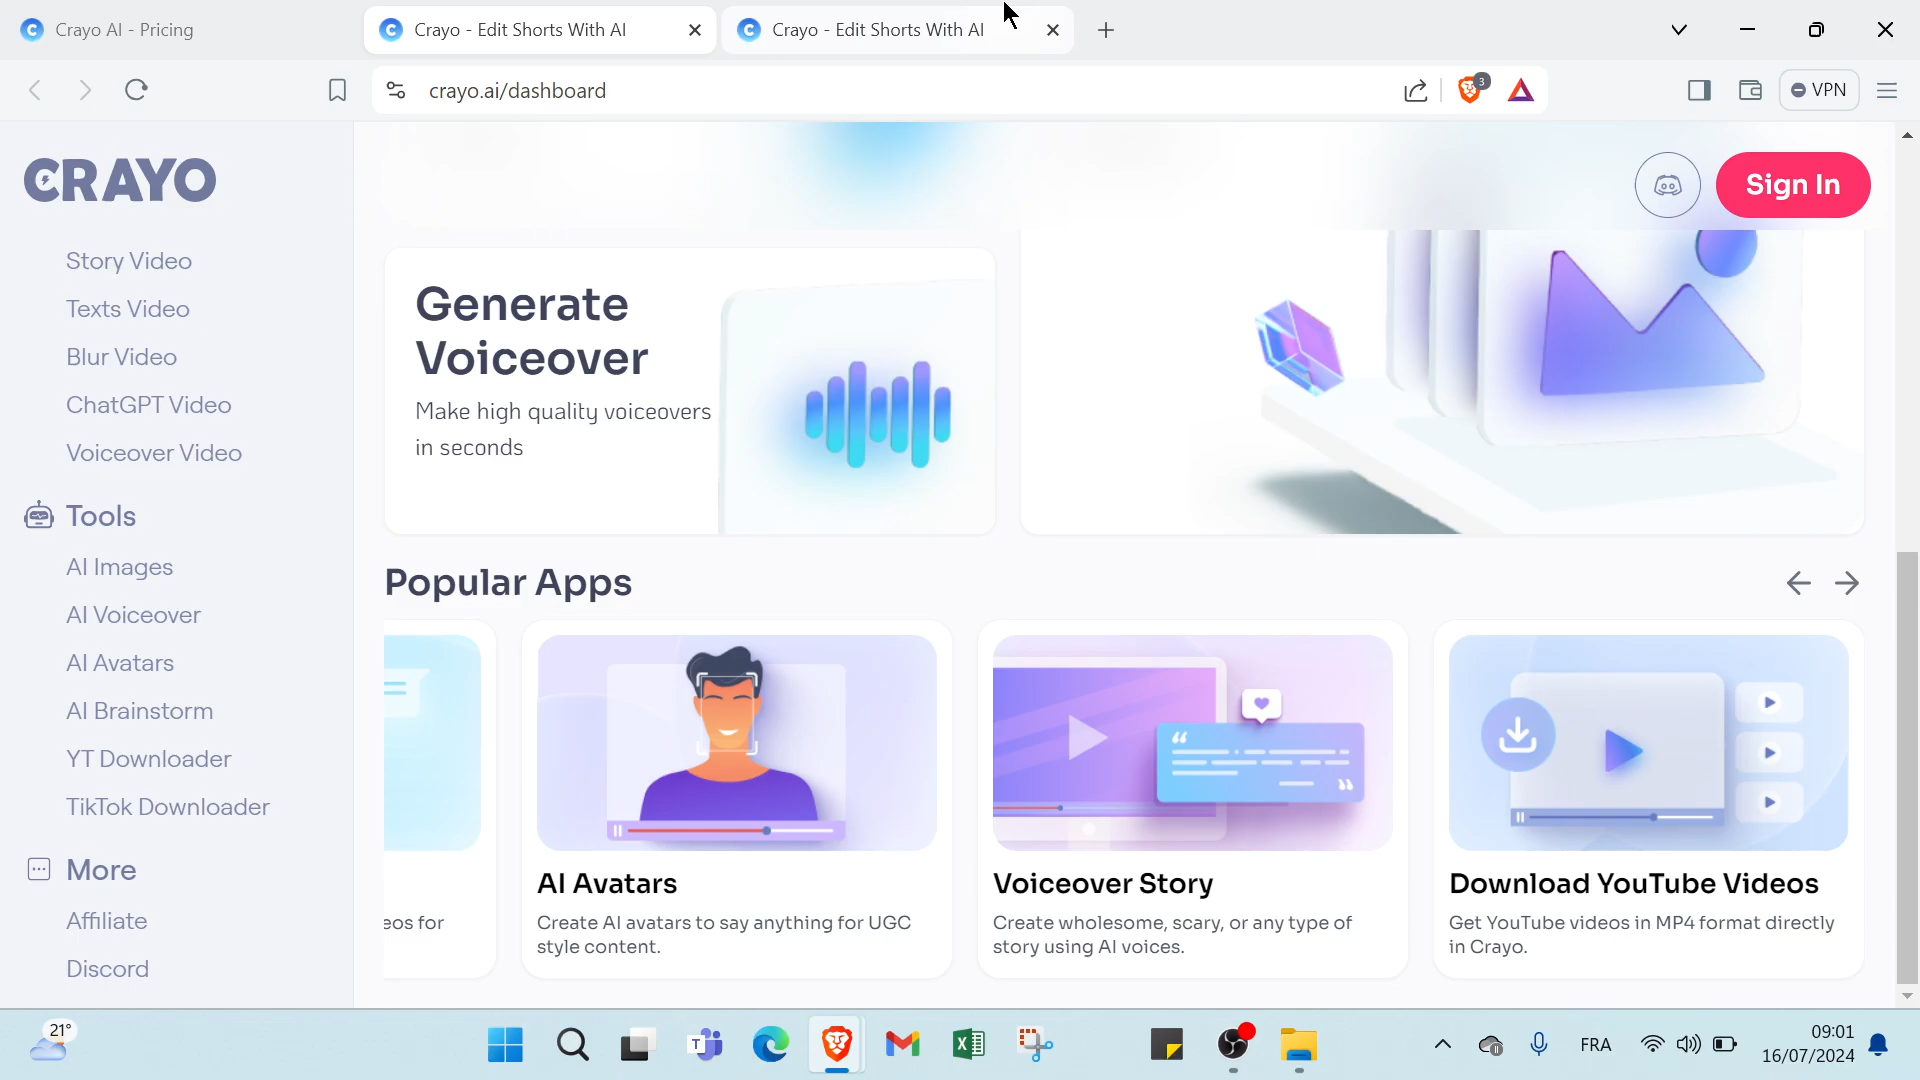 Crayo AI - Pricing
Crayo - Edit Shorts With AI
Crayo - Edit Shorts With AI
crayo.ai/dashboard
3
VPN
CRAYO
Sign In
Story Video
Texts Video
Blur Video
ChatGPT Video
Voiceover Video
Tools
AI Images
AI Voiceover
AI Avatars
AI Brainstorm
YT Downloader
TikTok Downloader
More
Affiliate
Discord
Generate
Voiceover
Make high quality voiceovers
in seconds
Popular Apps
eos for
AI Avatars
Create AI avatars to say anything for UGC
style content.
Voiceover Story
Create wholesome, scary, or any type of
story using AI voices.
Download YouTube Videos
Get YouTube videos in MP4 format directly
in Crayo.
21°
FRA
09:01
16/07/2024